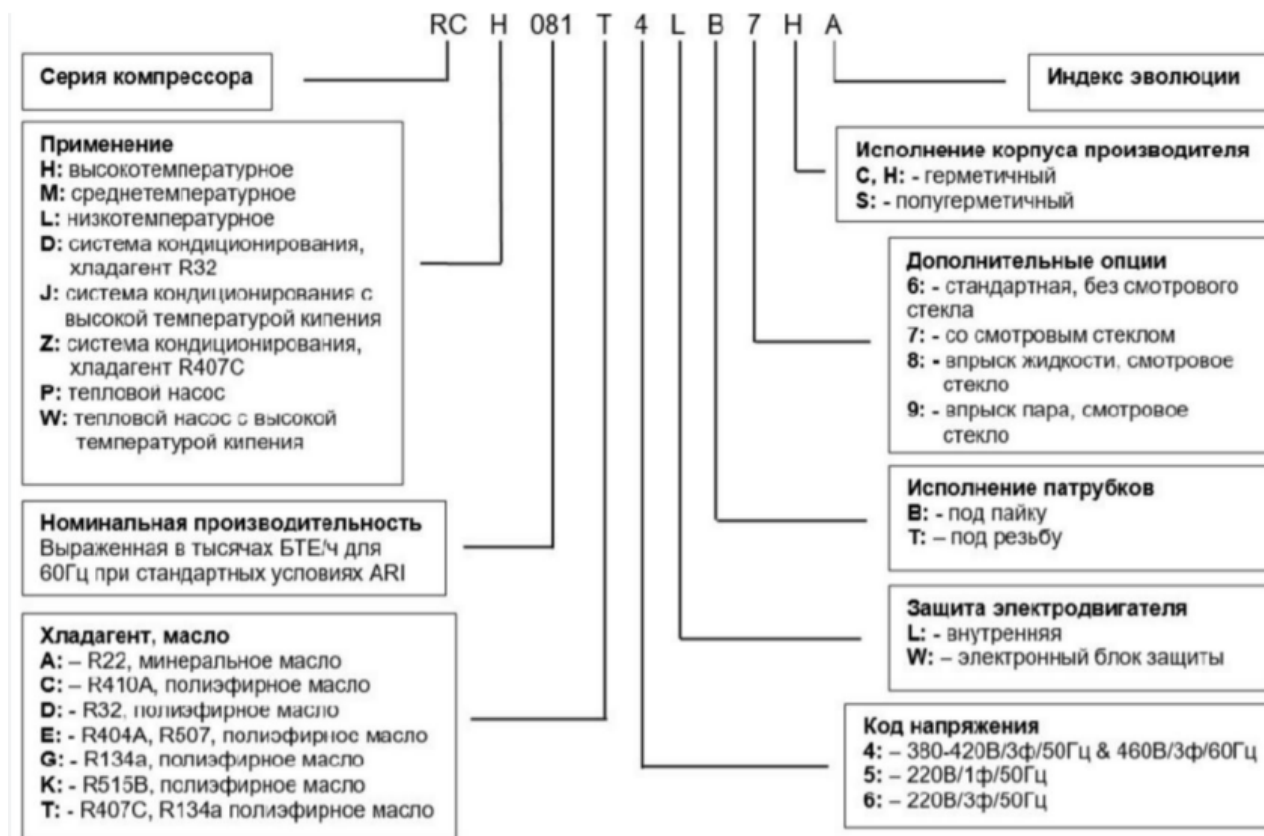 RC H 081 T 4 L B 7 H A
Серия компрессора
Применение
H: высокотемпературное
M: среднетемпературное
L: низкотемпературное
D: система кондиционирования,
хладагент R32
J: система кондиционирования с
высокой температурой кипения
Z: система кондиционирования,
хладагент R407C
P: тепловой насос
W: тепловой насос с высокой
температурой кипения
Номинальная производительность
Выраженная в тысячах БТЕ/ч для
60Гц при стандартных условиях ARI
Хладагент, масло
A: – R22, минеральное масло
C: – R410A, полиэфирное масло
D: - R32, полиэфирное масло
E: - R404A, R507, полиэфирное масло
G: - R134a, полиэфирное масло
K: - R515B, полиэфирное масло
T: - R407C, R134a полиэфирное масло
Индекс эволюции
Исполнение корпуса производителя
C, H: - герметичный
S: - полугерметичный
Дополнительные опции
6: - стандартная, без смотрового
стекла
7: - со смотровым стеклом
8: - впрыск жидкости, смотровое
стекло
9: - впрыск пара, смотровое
стекло
Исполнение патрубков
B: - под пайку
T: – под резьбу
Защита электродвигателя
L: - внутренняя
W: – электронный блок защиты
Код напряжения
4: – 380-420В/3ф/50Гц & 460В/3ф/60Гц
5: – 220В/1ф/50Гц
6: – 220В/3ф/50Гц